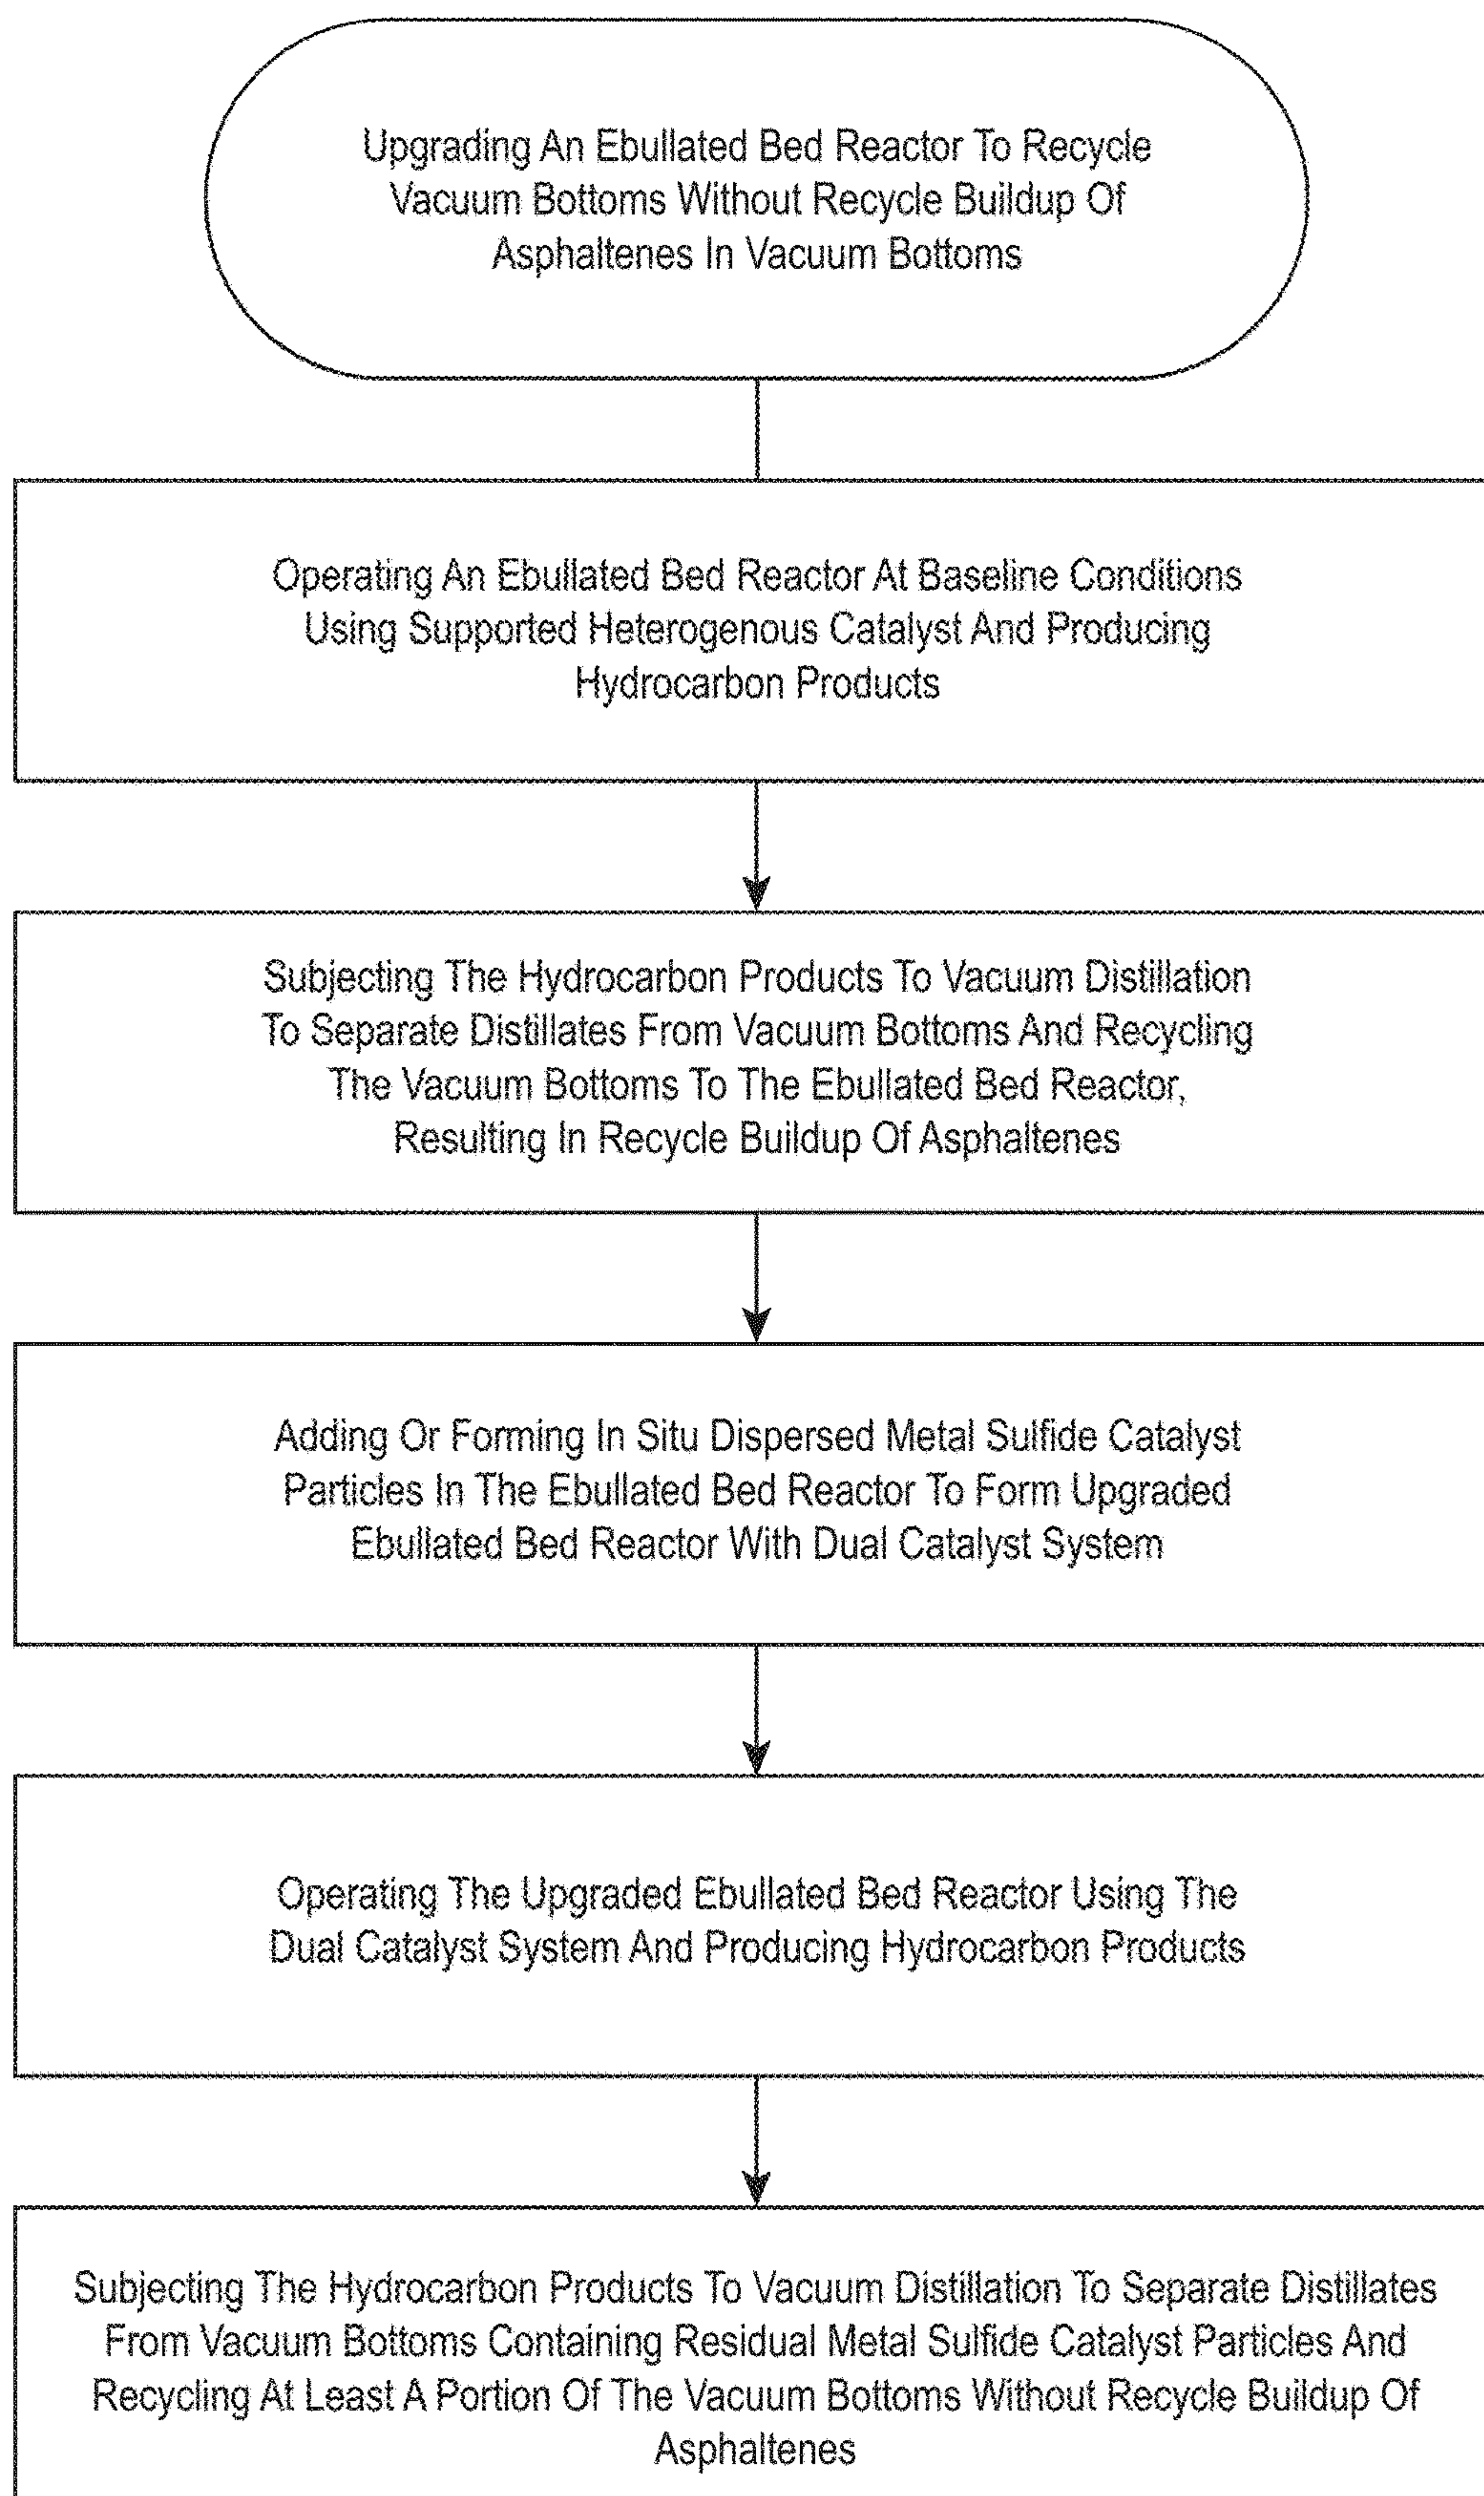 Upgrading An Ebullated Bed Reactor To Recycle
Vacuum Bottoms Without Recycle Buildup Of
Asphaltenes In Vacuum Bottoms
Operating An Ebullated Bed Reactor At Baseline Conditions
Using Supported Heterogenous Catalyst And Producing
Hydrocarbon Products
Subjecting The Hydrocarbon Products To Vacuum Distillation
To Separate Distillates From Vacuum Bottoms And Recycling
The Vacuum Bottoms To The Ebullated Bed Reactor,
Resulting In Recycle Buildup Of Asphaltenes
Adding Or Forming In Situ Dispersed Metal Sulfide Catalyst
Particles In The Ebullated Bed Reactor To Form Upgraded
Ebullated Bed Reactor With Dual Catalyst System
Operating The Upgraded Ebullated Bed Reactor Using The
Dual Catalyst System And Producing Hydrocarbon Products
Subjecting The Hydrocarbon Products To Vacuum Distillation To Separate Distillates
From Vacuum Bottoms Containing Residual Metal Sulfide Catalyst Particles And
Recycling At Least A Portion Of The Vacuum Bottoms Without Recycle Buildup Of
Asphaltenes